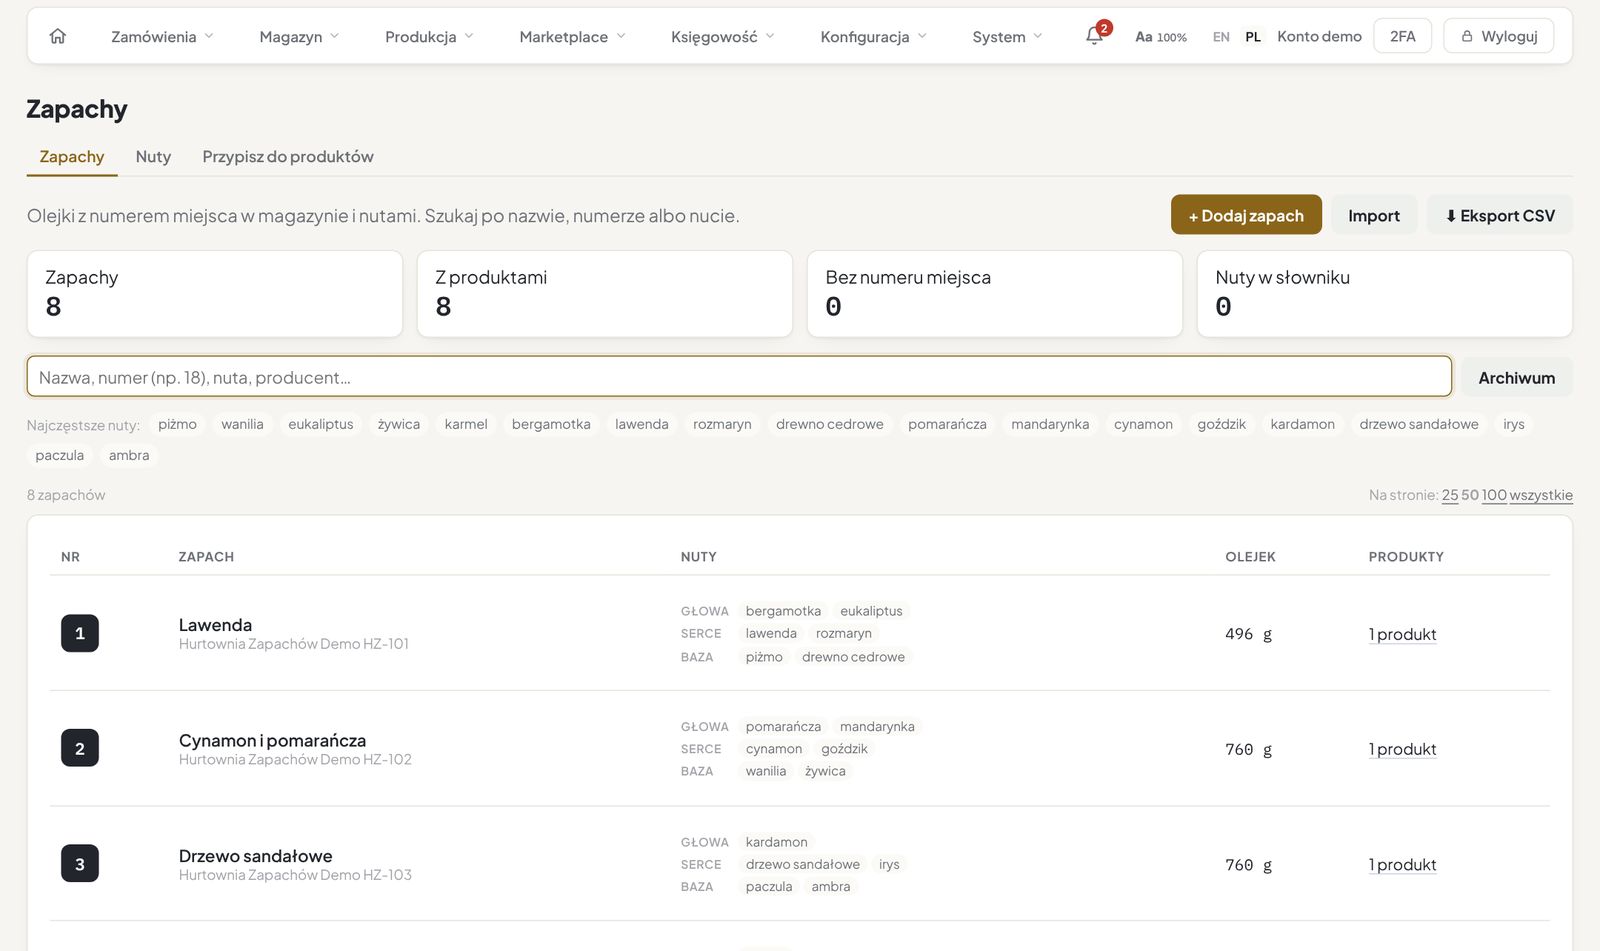 Zamówienia Magazyn Produkcja Marketplace Księgowość Konfiguracja System 2 Aa 100% EN PL Konto demo 2FA Wyloguj
Zapachy
Zapachy Nuty Przypisz do produktów
Olejki z numerem miejsca w magazynie i nutami. Szukaj po nazwie, numerze albo nucie.
+ Dodaj zapach Import ⬇ Eksport CSV
Zapachy Z produktami Bez numeru miejsca Nuty w słowniku
8 8 0 0
Nazwa, numer (np. 18), nuta, producent… Archiwum
Najczęstsze nuty: piżmo wanilia eukaliptus żywica karmel bergamotka lawenda rozmaryn drewno cedrowe pomarańcza mandarynka cynamon goździk kardamon drzewo sandałowe irys
paczula ambra
8 zapachów Na stronie: 25 50 100 wszystkie
NR ZAPACH NUTY OLEJEK PRODUKTY
1 Lawenda
Hurtownia Zapachów Demo HZ-101
GŁOWA bergamotka eukaliptus
SERCE lawenda rozmaryn
BAZA piżmo drewno cedrowe
496 g 1 produkt
2 Cynamon i pomarańcza
Hurtownia Zapachów Demo HZ-102
GŁOWA pomarańcza mandarynka
SERCE cynamon goździk
BAZA wanilia żywica
760 g 1 produkt
3 Drzewo sandałowe
Hurtownia Zapachów Demo HZ-103
GŁOWA kardamon
SERCE drzewo sandałowe irys
BAZA paczula ambra
760 g 1 produkt